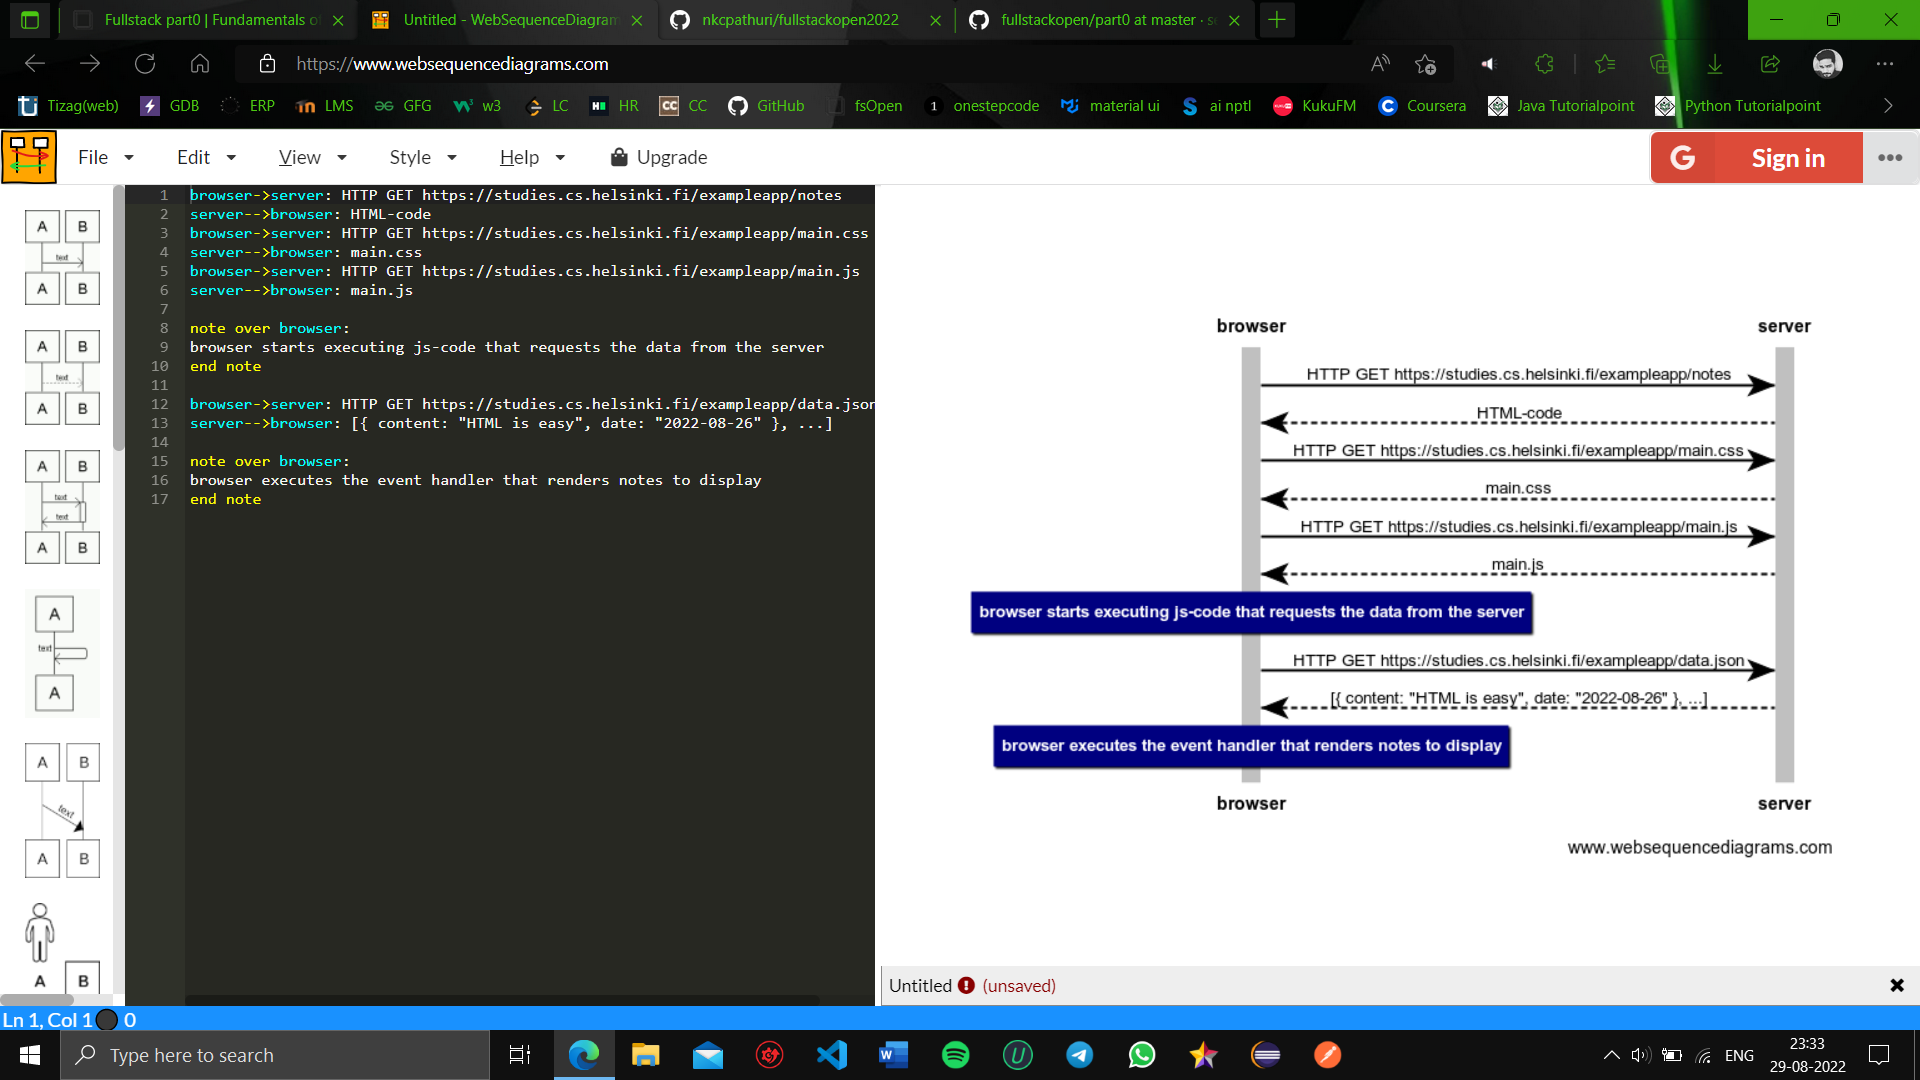 Fullstack part0 | Fundamentals o
Untitled - WebSequenceDiagram
nkcpathuri/fullstackopen2022
fullstackopen/part0 at master · s
https://www.websequencediagrams.com
Tizag(web)
GDB
ERP
LMS
GFG
w3
LC
HR
CC
GitHub
fsOpen
onestepcode
material ui
ai nptl
KukuFM
Coursera
Java Tutorialpoint
Python Tutorialpoint
File
Edit
View
Style
Help
Upgrade
G
Sign in
1 browser->server: HTTP GET https://studies.cs.helsinki.fi/exampleapp/notes
2 server-->browser: HTML-code
3 browser->server: HTTP GET https://studies.cs.helsinki.fi/exampleapp/main.css
4 server-->browser: main.css
5 browser->server: HTTP GET https://studies.cs.helsinki.fi/exampleapp/main.js
6 server-->browser: main.js
7
8 note over browser:
9 browser starts executing js-code that requests the data from the server
10 end note
11
12 browser->server: HTTP GET https://studies.cs.helsinki.fi/exampleapp/data.json
13 server-->browser: [{ content: "HTML is easy", date: "2022-08-26" }, ...]
14
15 note over browser:
16 browser executes the event handler that renders notes to display
17 end note
A B
text
A B
A B
text
A B
A B
text
text
A B
A
text
A
A B
text
A B
A B
browser server
HTTP GET https://studies.cs.helsinki.fi/exampleapp/notes
HTML-code
HTTP GET https://studies.cs.helsinki.fi/exampleapp/main.css
main.css
HTTP GET https://studies.cs.helsinki.fi/exampleapp/main.js
main.js
browser starts executing js-code that requests the data from the server
HTTP GET https://studies.cs.helsinki.fi/exampleapp/data.json
[{ content: "HTML is easy", date: "2022-08-26" }, ...]
browser executes the event handler that renders notes to display
browser server
www.websequencediagrams.com
Untitled (unsaved)
Ln 1, Col 1 0
Type here to search
ENG
23:33
29-08-2022